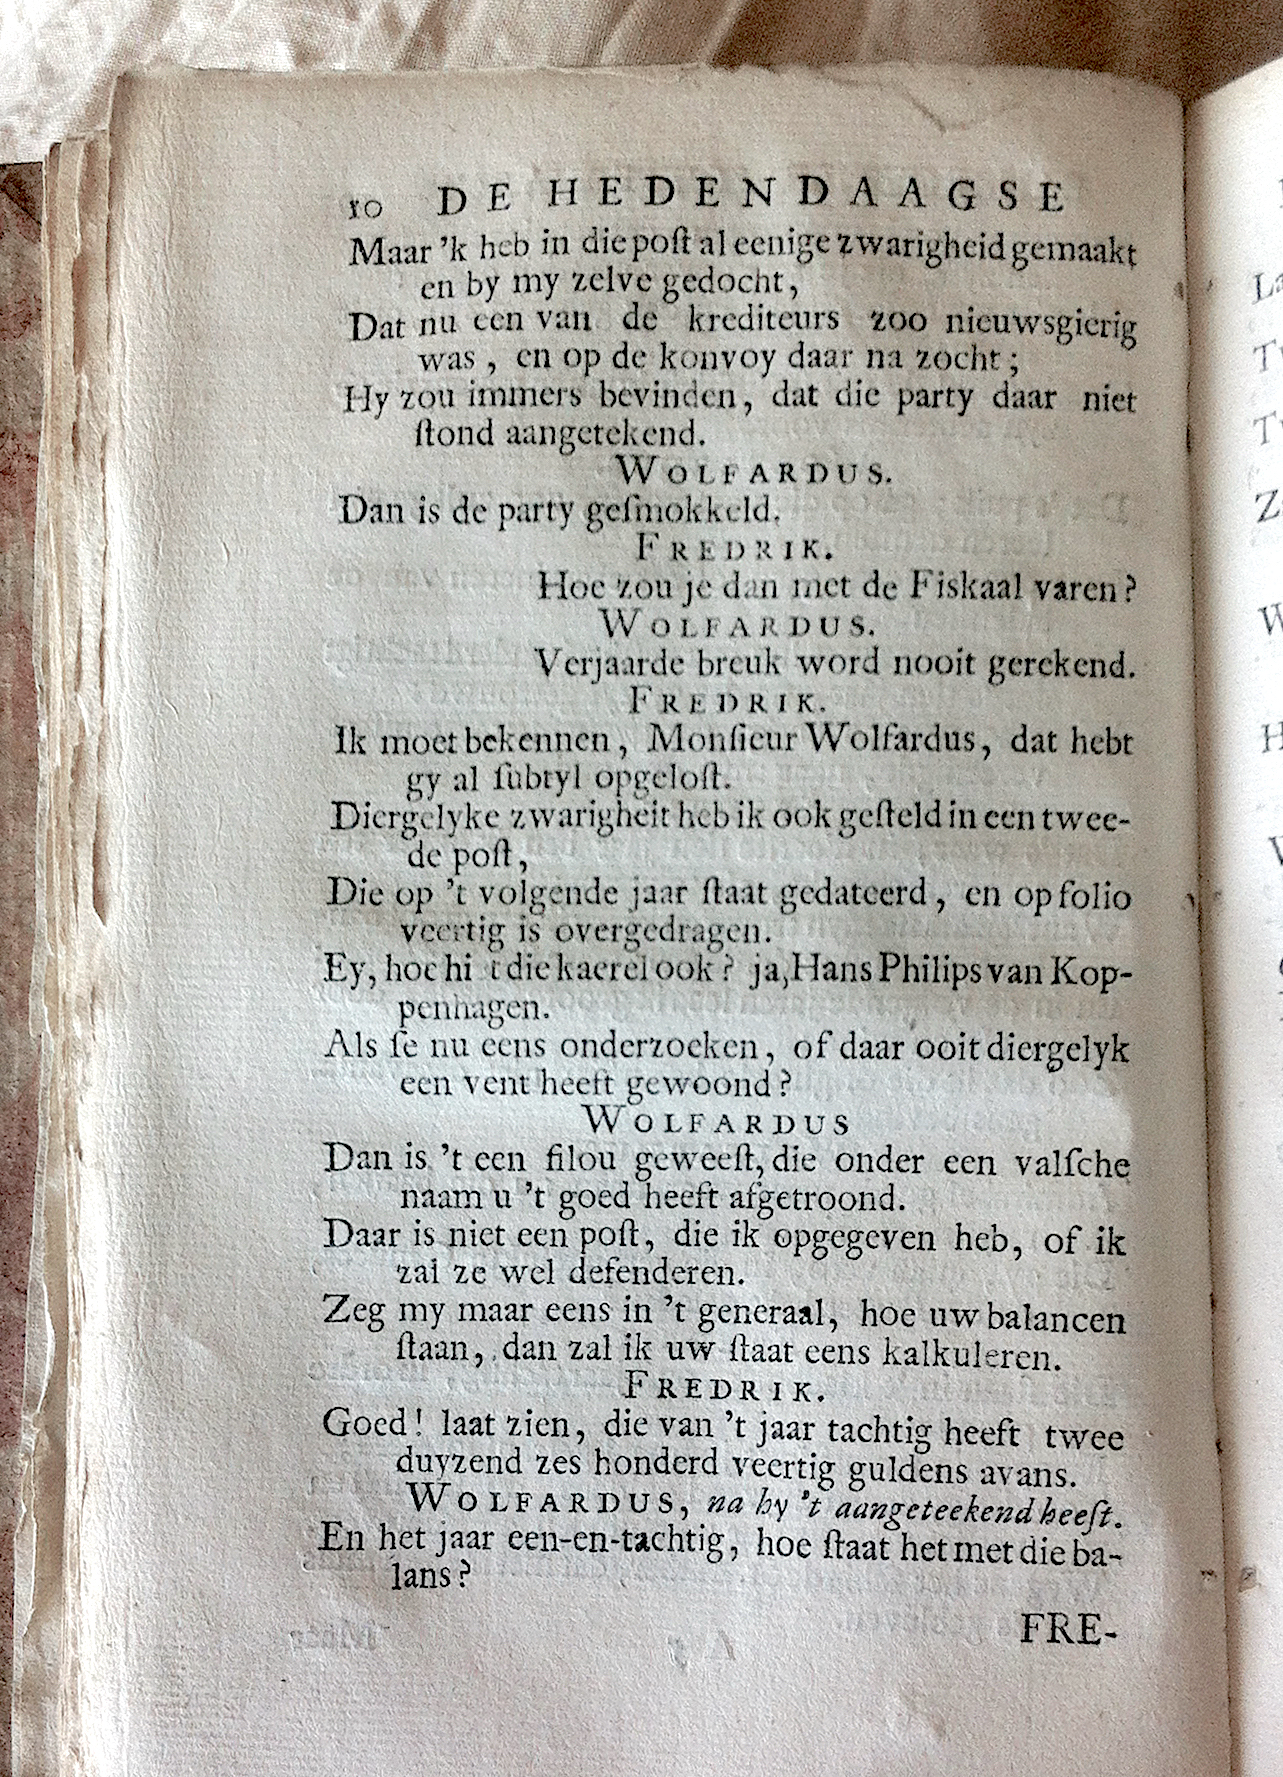 10 DE HEDENDAAGSE
Maar 'k heb in die poſt al eenige zwarigheid gemaakt
en by my zelve gedocht,
Dat nu een van de krediteurs zoo nieuwsgierig
was, en op de konvoy daar na zocht;
Hy zou immers bevinden, dat die party daar niet
ſtond aangetekend.
WOLFARDUS.
Dan is de party geſmokkeld.
FREDRIK.
Hoe zou je dan met de Fiskaal varen?
WOLFARDUS.
Verjaarde breuk word nooit gerekend.
FREDRIK.
Ik moet bekennen, Monſieur Wolfardus, dat hebt
gy al ſubtyl opgeloſt.
Diergelyke zwarigheit heb ik ook geſteld in een twee-
de poſt,
Die op 't volgende jaar ſtaat gedateerd, en op folio
veertig is overgedragen.
Ey, hoe hi t die kaerel ook? ja, Hans Philips van Kop-
penhagen.
Als ſe nu eens onderzoeken, of daar ooit diergelyk
een vent heeft gewoond?
WOLFARDUS
Dan is 't een filou geweeſt, die onder een valſche
naam u 't goed heeft afgetroond.
Daar is niet een poſt, die ik opgegeven heb, of ik
zal ze wel defenderen.
Zeg my maar eens in 't generaal, hoe uw balancen
ſtaan, dan zal ik uw ſtaat eens kalkuleren.
FREDRIK.
Goed! laat zien, die van 't jaar tachtig heeft twee
duyzend zes honderd veertig guldens avans.
WOLFARDUS, na hy 't aangeteekend heeft.
En het jaar een-en-tachtig, hoe ſtaat het met die ba-
lans?
FRE-